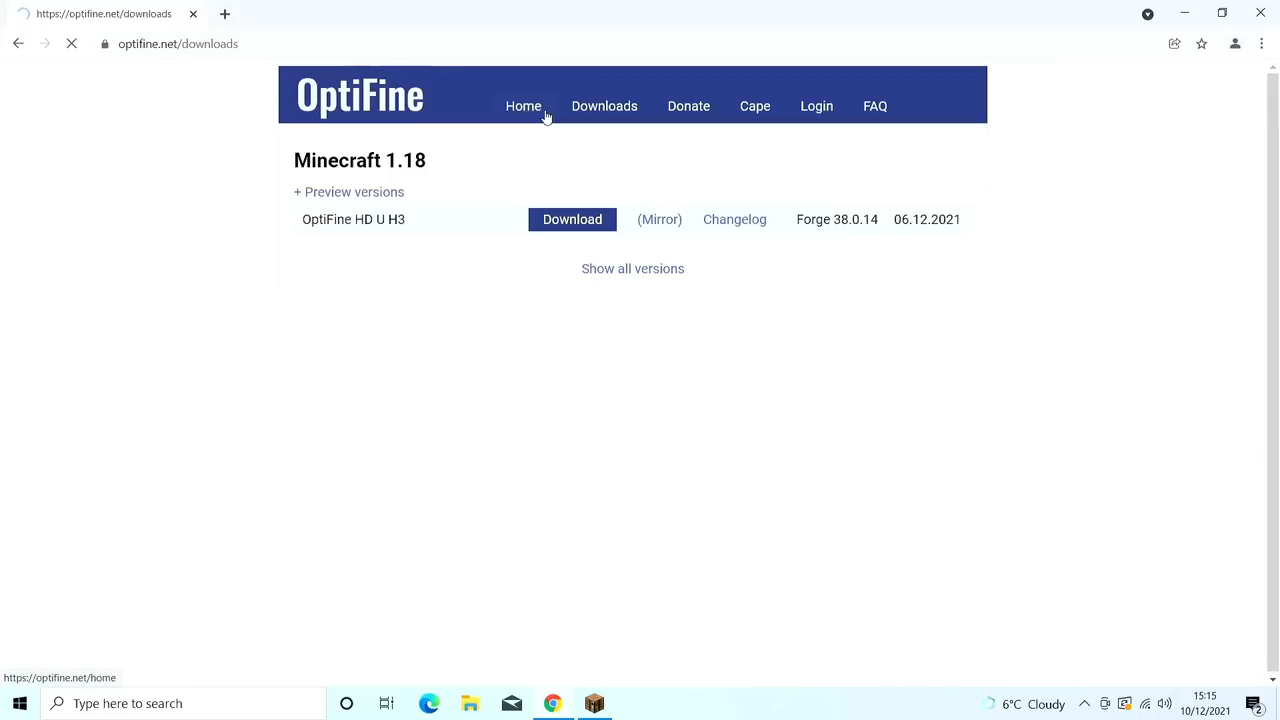 https://optifine.net/downloads
optifine.net/downloads
OptiFine
Home Downloads Donate Cape Login FAQ
Minecraft 1.18
+ Preview versions
OptiFine HD U H3 Download (Mirror) Changelog Forge 38.0.14 06.12.2021
Show all versions
https://optifine.net/home
Type here to search
6°C Cloudy
15:15
10/12/2021
2